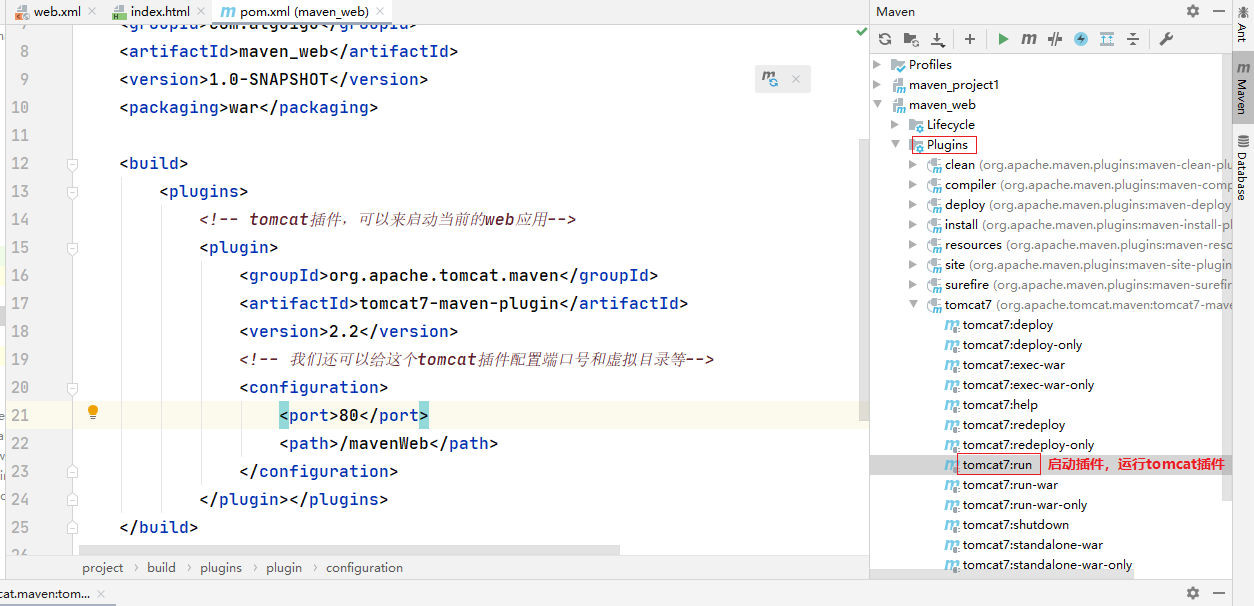 web.xml
index.html
pom.xml (maven_web)
8 <artifactId>maven_web</artifactId>
9 <version>1.0-SNAPSHOT</version>
10 <packaging>war</packaging>
11
12 <build>
13 <plugins>
14 <!-- tomcat插件，可以来启动当前的web应用-->
15 <plugin>
16 <groupId>org.apache.tomcat.maven</groupId>
17 <artifactId>tomcat7-maven-plugin</artifactId>
18 <version>2.2</version>
19 <!-- 我们还可以给这个tomcat插件配置端口号和虚拟目录等-->
20 <configuration>
21 <port>80</port>
22 <path>/mavenWeb</path>
23 </configuration>
24 </plugin></plugins>
25 </build>
project › build › plugins › plugin › configuration
cat.maven:tom...
Maven
Profiles
maven_project1
maven_web
Lifecycle
Plugins
clean (org.apache.maven.plugins:maven-clean-plu
compiler (org.apache.maven.plugins:maven-comp
deploy (org.apache.maven.plugins:maven-deploy
install (org.apache.maven.plugins:maven-install-pl
resources (org.apache.maven.plugins:maven-reso
site (org.apache.maven.plugins:maven-site-plugin
surefire (org.apache.maven.plugins:maven-surefir
tomcat7 (org.apache.tomcat.maven:tomcat7-mave
tomcat7:deploy
tomcat7:deploy-only
tomcat7:exec-war
tomcat7:exec-war-only
tomcat7:help
tomcat7:redeploy
tomcat7:redeploy-only
tomcat7:run 启动插件，运行tomcat插件
tomcat7:run-war
tomcat7:run-war-only
tomcat7:shutdown
tomcat7:standalone-war
tomcat7:standalone-war-only
Ant
Maven
Database